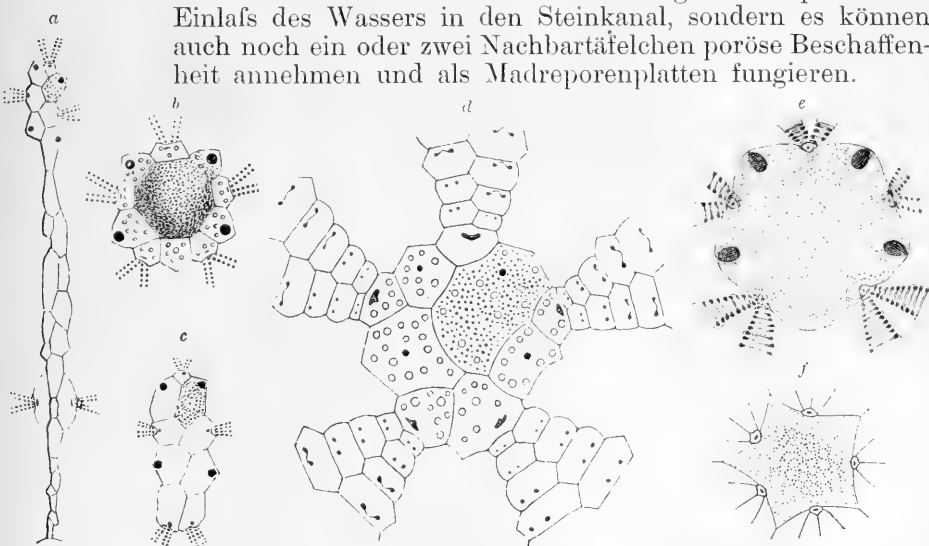 Einlaſs des Wassers in den Steinkanal, sondern es können
auch noch ein oder zwei Nachbartäfelchen poröse Beschaffen-
heit annehmen und als Madreporenplatten fungieren.
a
b
c
d
e
f